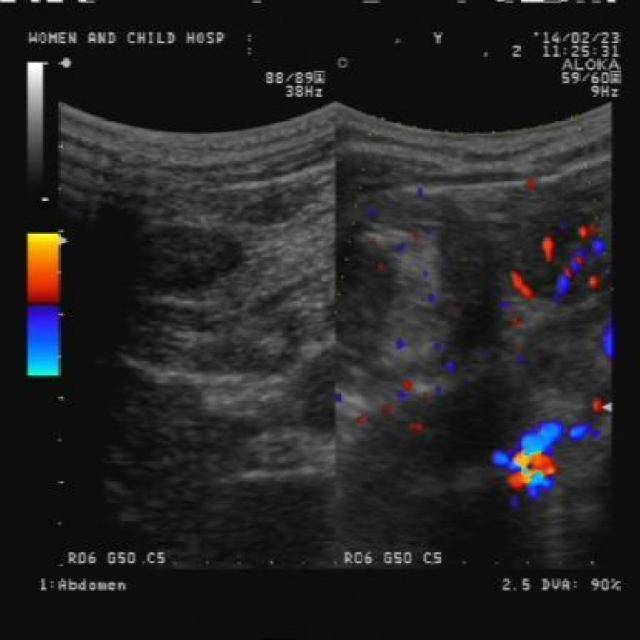 WOMEN AND CHILD HOSP : Y '14/02/23
: Z 11:25:31
ALOKA
88/89 59/60
38Hz 9Hz
R06 G50 C5 R06 G50 C5
1:Abdomen 2.5 DVA: 90%